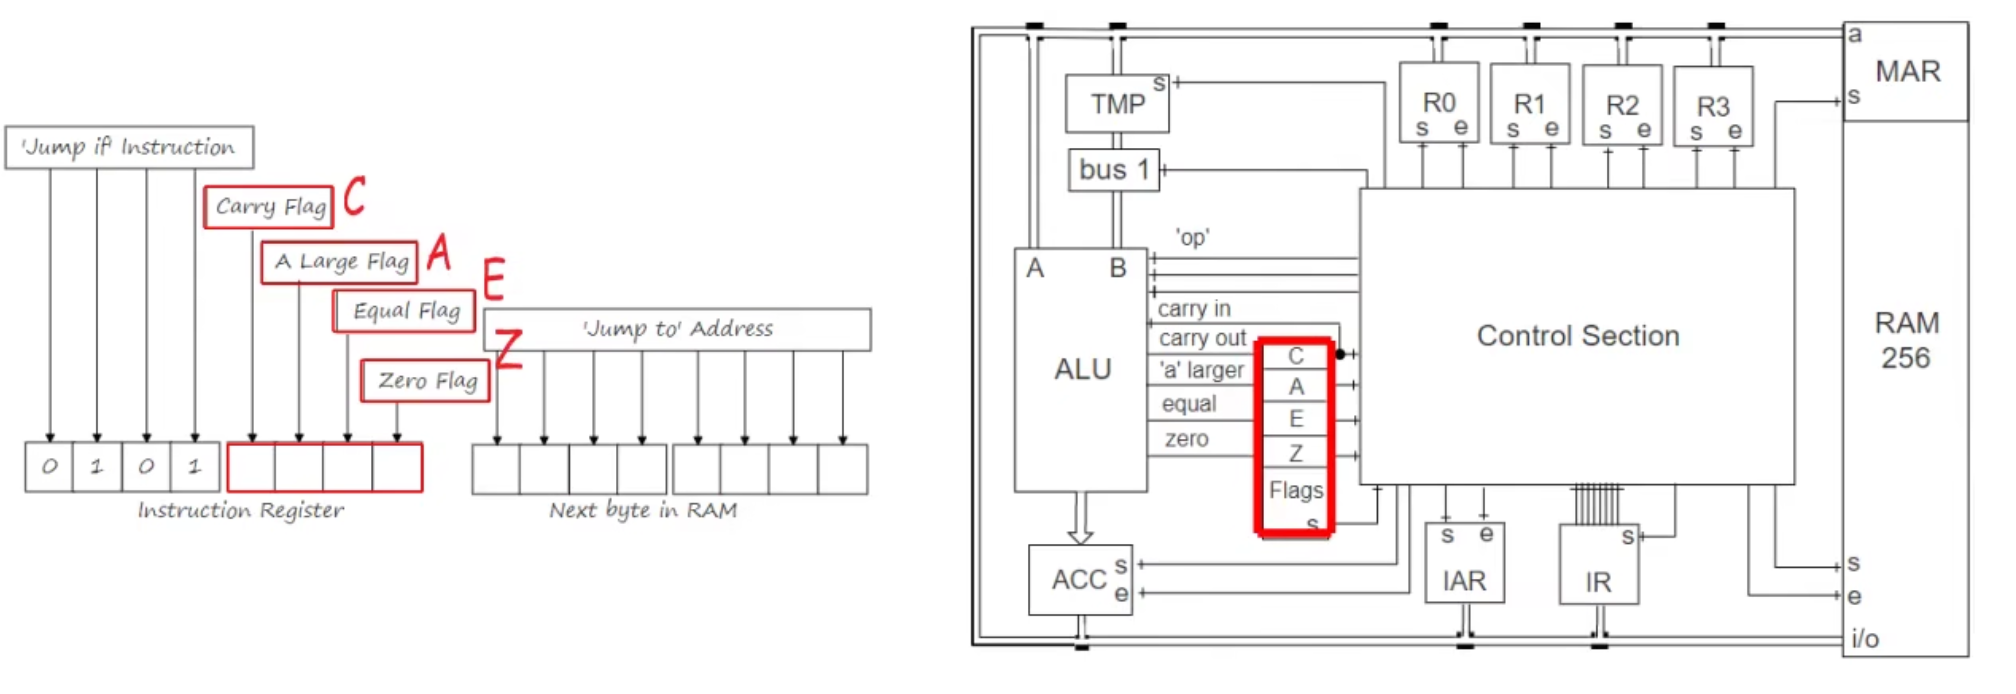 'Jump if' Instruction
Carry Flag
C
A Large Flag
A
Equal Flag
E
Zero Flag
Z
'Jump to' Address
0 1 0 1
Instruction Register
Next byte in RAM
TMP
s
bus 1
R0
s e
R1
s e
R2
s e
R3
s e
a
MAR
s
A B
ALU
'op'
carry in
carry out
'a' larger
equal
zero
C
A
E
Z
Flags
s
Control Section
RAM
256
ACC
s
e
s e
IAR
s
IR
s
e
i/o